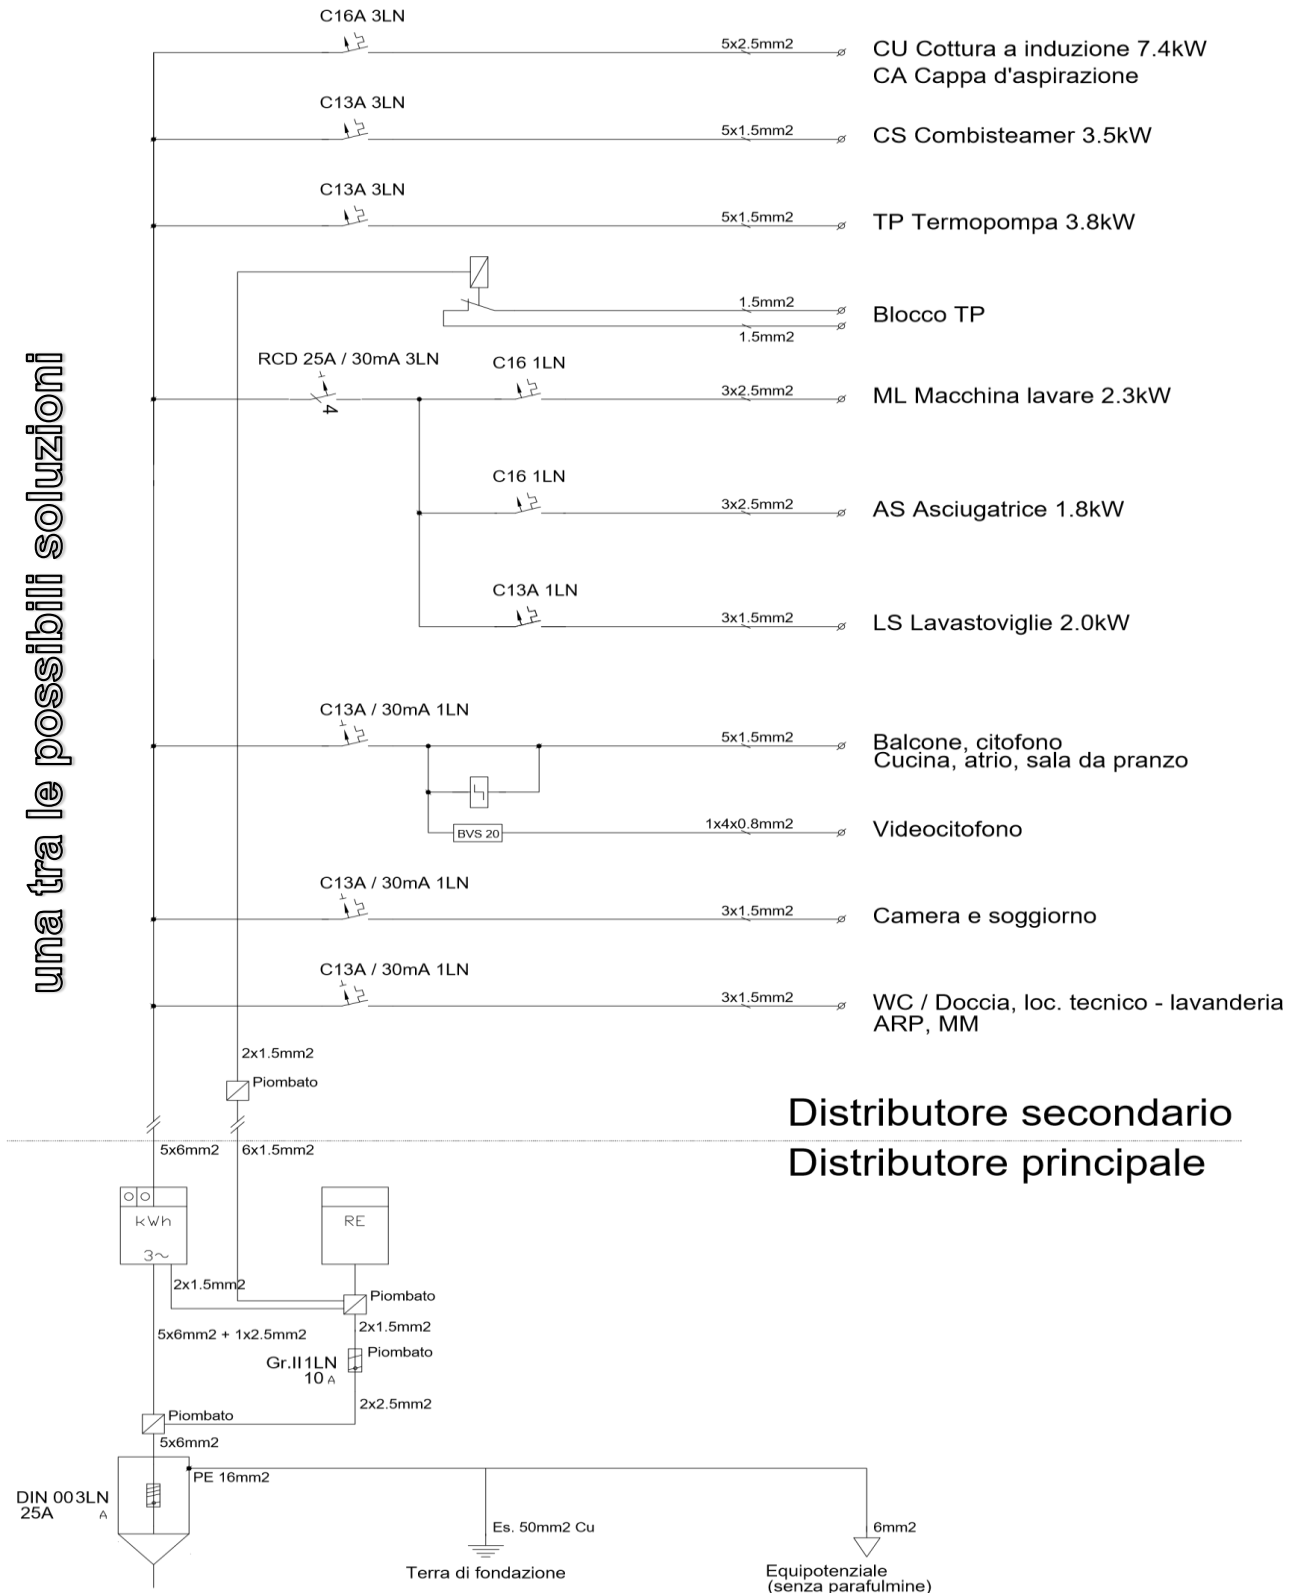 C16A 3LN
5x2.5mm2
CU Cottura a induzione 7.4kW
CA Cappa d'aspirazione
C13A 3LN
5x1.5mm2
CS Combisteamer 3.5kW
C13A 3LN
5x1.5mm2
TP Termopompa 3.8kW
1.5mm2
Blocco TP
1.5mm2
una tra le possibili soluzioni
RCD 25A / 30mA 3LN
4
C16 1LN
3x2.5mm2
ML Macchina lavare 2.3kW
C16 1LN
3x2.5mm2
AS Asciugatrice 1.8kW
C13A 1LN
3x1.5mm2
LS Lavastoviglie 2.0kW
C13A / 30mA 1LN
5x1.5mm2
Balcone, citofono
Cucina, atrio, sala da pranzo
BVS 20
1x4x0.8mm2
Videocitofono
C13A / 30mA 1LN
3x1.5mm2
Camera e soggiorno
C13A / 30mA 1LN
3x1.5mm2
WC / Doccia, loc. tecnico - lavanderia
ARP, MM
2x1.5mm2
Piombato
Distributore secondario
5x6mm2
6x1.5mm2
Distributore principale
kWh
3~
RE
2x1.5mm2
Piombato
5x6mm2 + 1x2.5mm2
2x1.5mm2
Piombato
Gr.II1LN
10 A
2x2.5mm2
Piombato
5x6mm2
PE 16mm2
DIN 003LN
25A A
Es. 50mm2 Cu
6mm2
Terra di fondazione
Equipotenziale
(senza parafulmine)